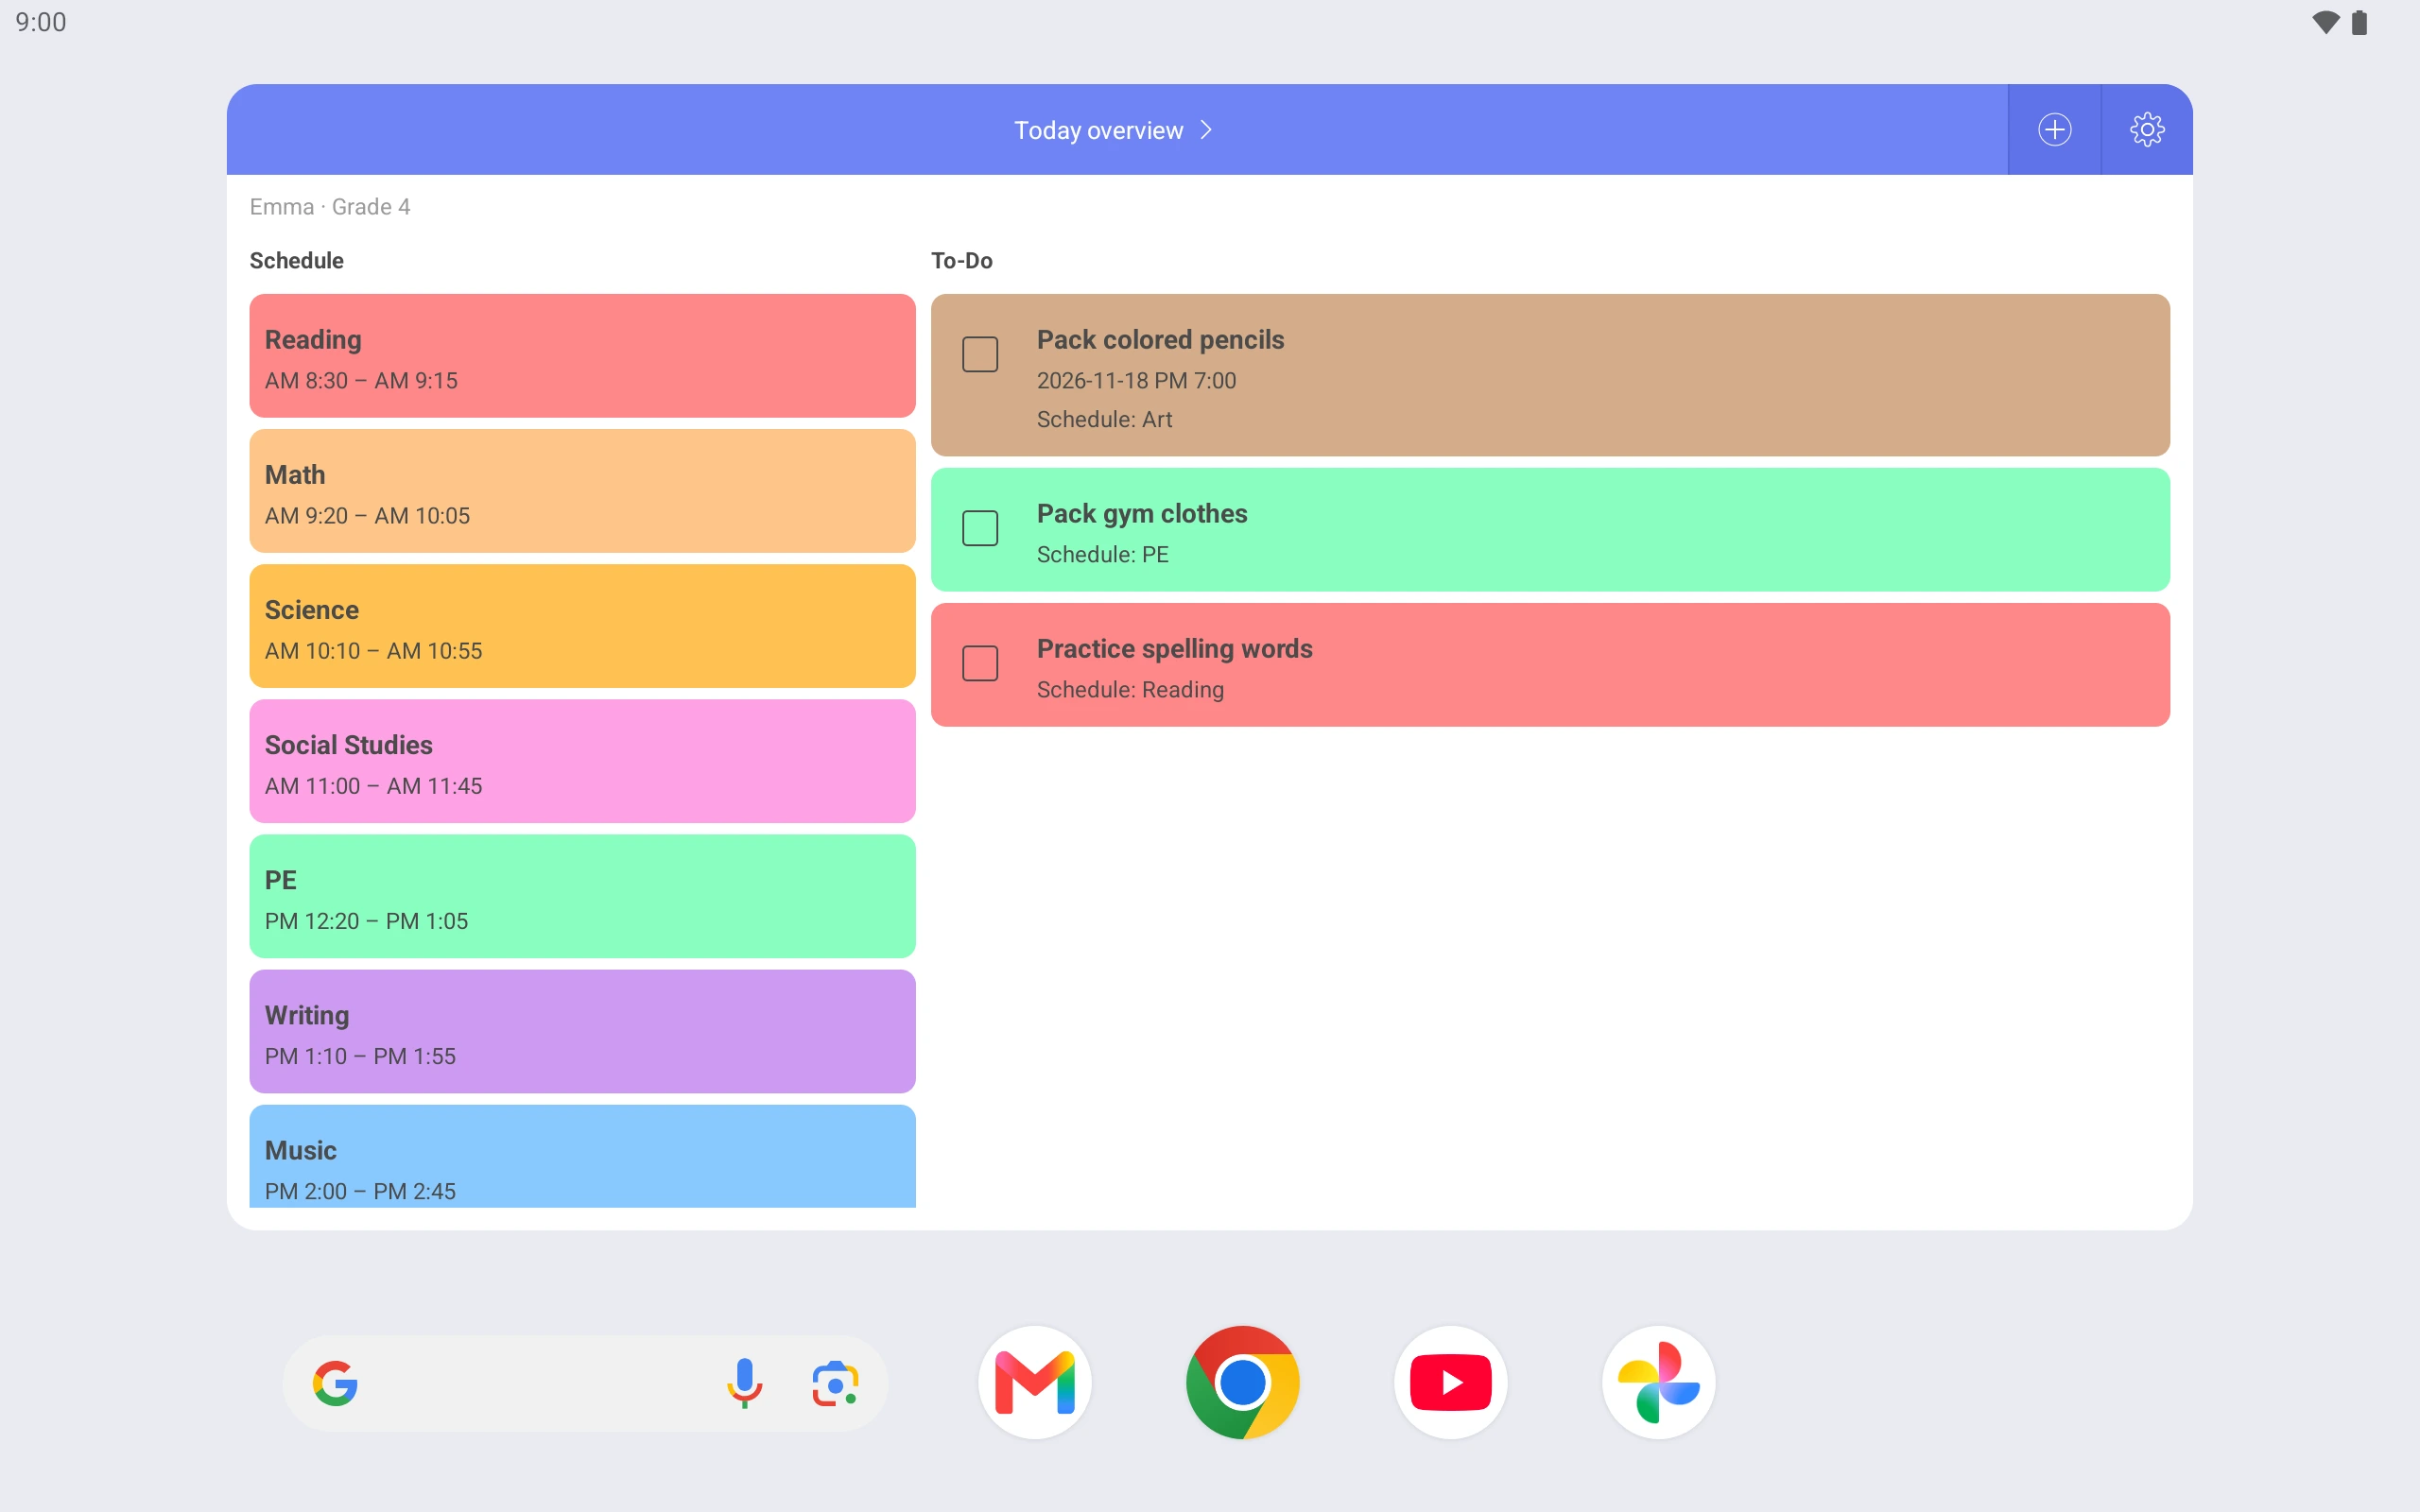 9:00
Today overview
Emma · Grade 4
Schedule
Reading
AM 8:30 – AM 9:15
Math
AM 9:20 – AM 10:05
Science
AM 10:10 – AM 10:55
Social Studies
AM 11:00 – AM 11:45
PE
PM 12:20 – PM 1:05
Writing
PM 1:10 – PM 1:55
Music
PM 2:00 – PM 2:45
To-Do
Pack colored pencils
2026-11-18 PM 7:00
Schedule: Art
Pack gym clothes
Schedule: PE
Practice spelling words
Schedule: Reading